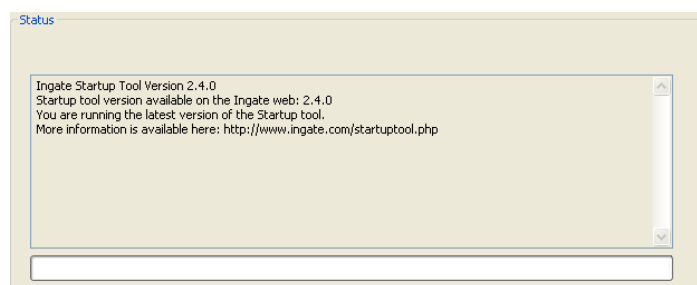 Status
Ingate Startup Tool Version 2.4.0
Startup tool version available on the Ingate web: 2.4.0
You are running the latest version of the Startup tool.
More information is available here: http://www.ingate.com/startuptool.php